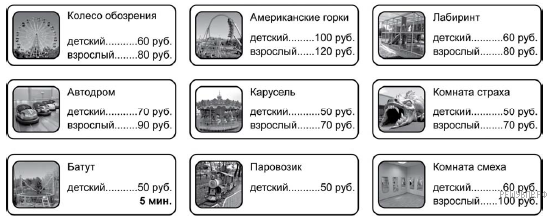 Колесо обозрения
детский..........60 руб.
взрослый........80 руб.
Американские горки
детский........100 руб.
взрослый......120 руб.
Лабиринт
детский..........60 руб.
взрослый........80 руб.
Автодром
детский..........70 руб.
взрослый........90 руб.
Карусель
детский..........50 руб.
взрослый........70 руб.
Комната страха
детский..........50 руб.
взрослый........70 руб.
Батут
детский..........50 руб.
5 мин.
Паровозик
детский..........50 руб.
Комната смеха
детский..........60 руб.
взрослый......100 руб.